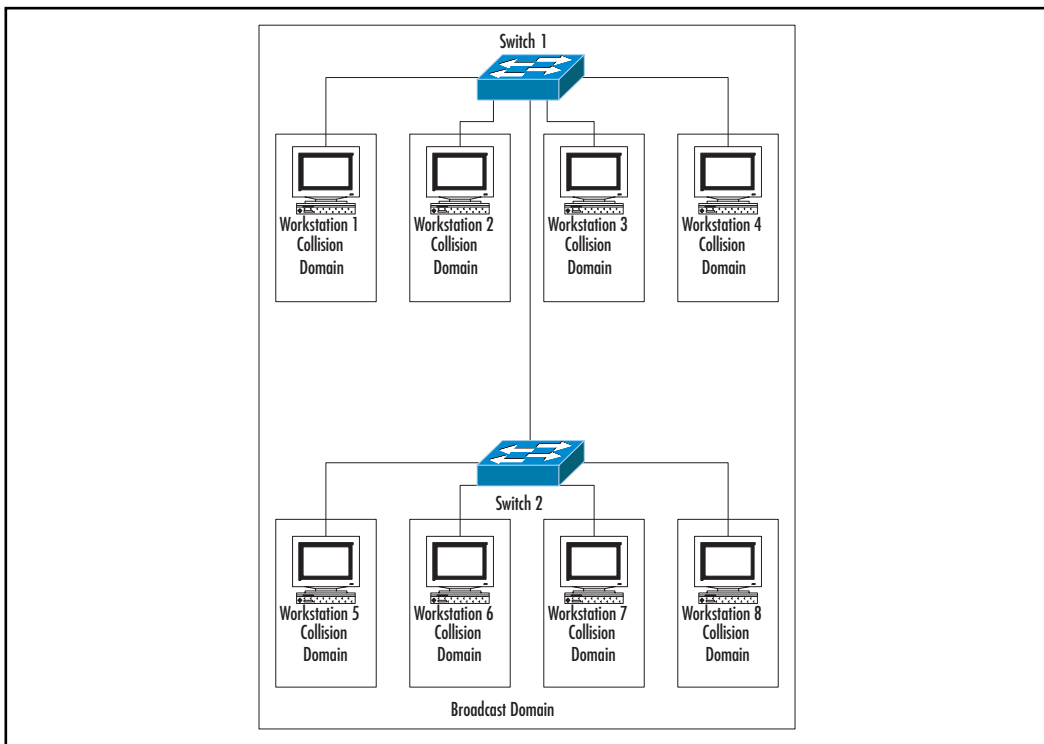 Switch 1
Workstation 1
Collision
Domain
Workstation 2
Collision
Domain
Workstation 3
Collision
Domain
Workstation 4
Collision
Domain
Switch 2
Workstation 5
Collision
Domain
Workstation 6
Collision
Domain
Workstation 7
Collision
Domain
Workstation 8
Collision
Domain
Broadcast Domain